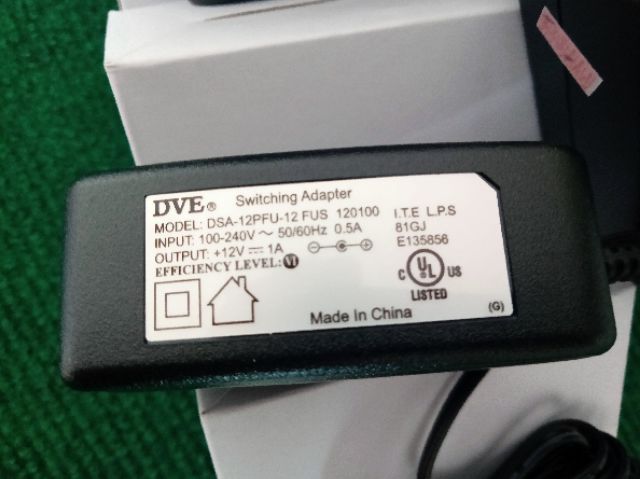 DVE® Switching Adapter
MODEL: DSA-12PFU-12 FUS 120100
INPUT: 100-240V ~ 50/60Hz 0.5A
OUTPUT: +12V ⎓ 1A
EFFICIENCY LEVEL: VI
I.T.E L.P.S
81GJ
E135856
C UL US
LISTED
Made In China
(G)